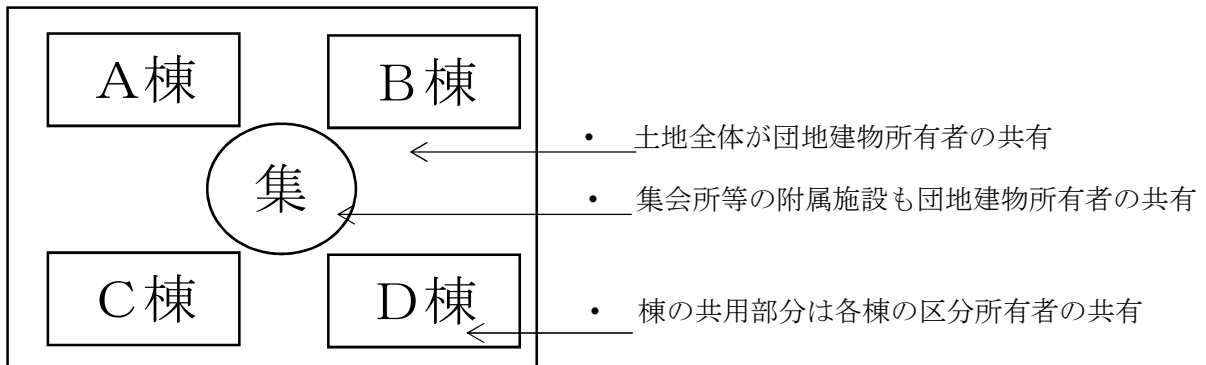 A棟
B棟
・ 土地全体が団地建物所有者の共有
集
・ 集会所等の附属施設も団地建物所有者の共有
C棟
D棟
・ 棟の共用部分は各棟の区分所有者の共有